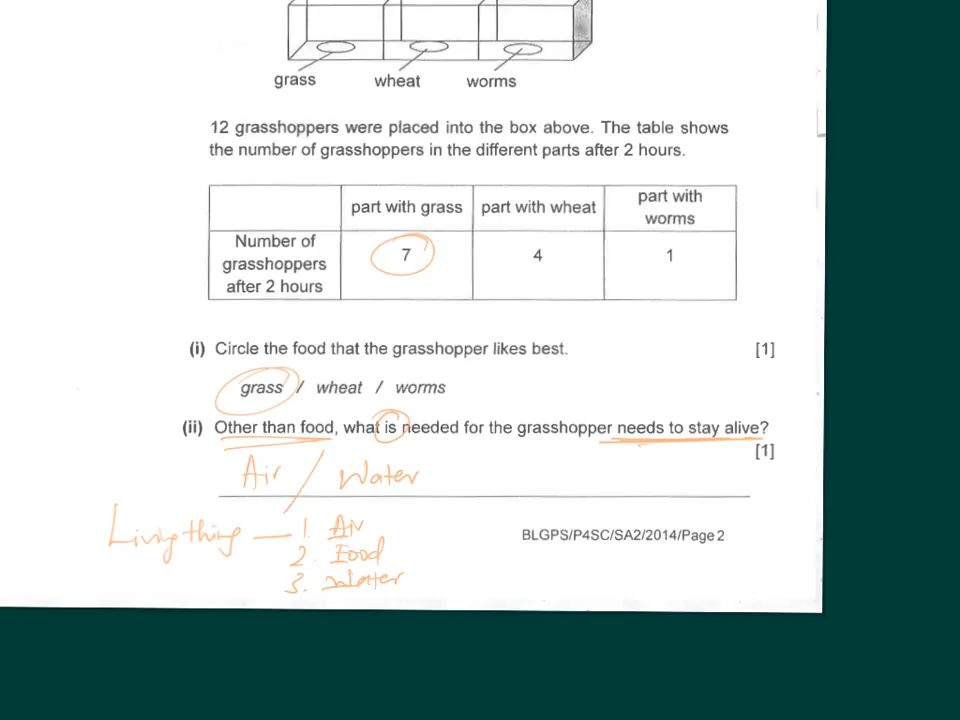 grass wheat worms
12 grasshoppers were placed into the box above. The table shows
the number of grasshoppers in the different parts after 2 hours.
part with grass part with wheat part with worms
Number of grasshoppers after 2 hours 7 4 1
(i) Circle the food that the grasshopper likes best. [1]
grass / wheat / worms
(ii) Other than food, what is needed for the grasshopper needs to stay alive?
[1]
Air / Water
Living thing — 1. Air
2. Food
3. Water
BLGPS/P4SC/SA2/2014/Page 2